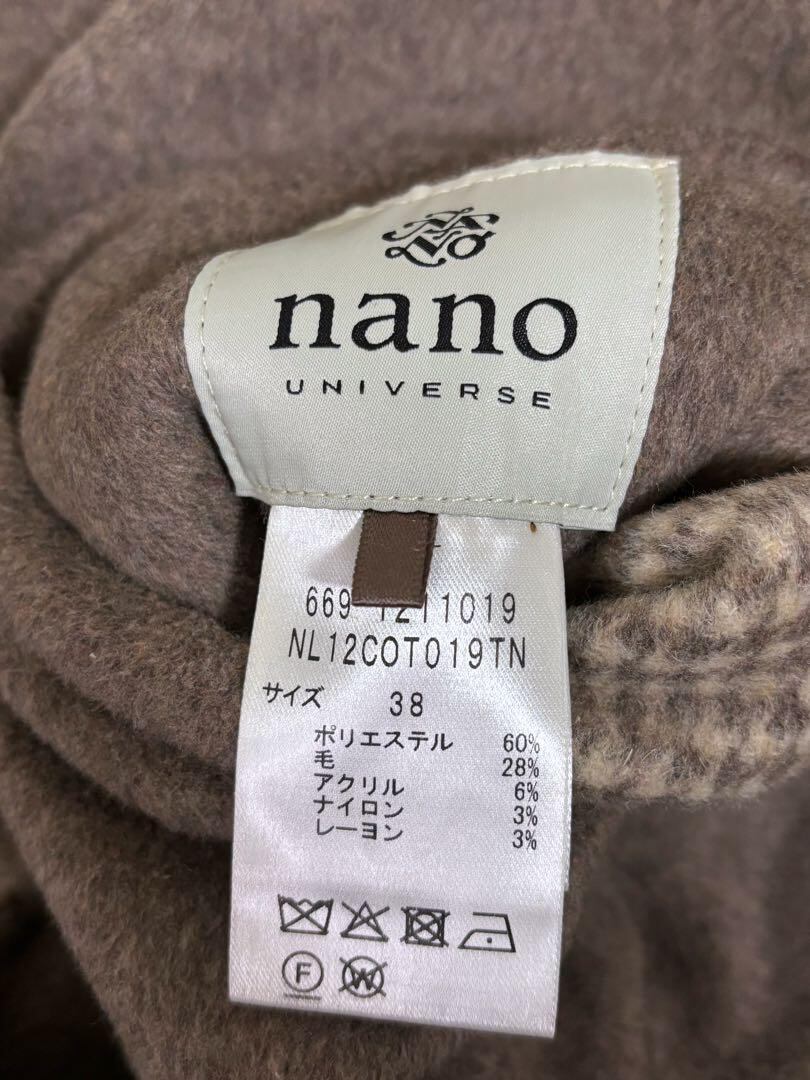 nano
UNIVERSE
669 1211019
NL12COT019TN
サイズ 38
ポリエステル 60%
毛 28%
アクリル 6%
ナイロン 3%
レーヨン 3%
F W